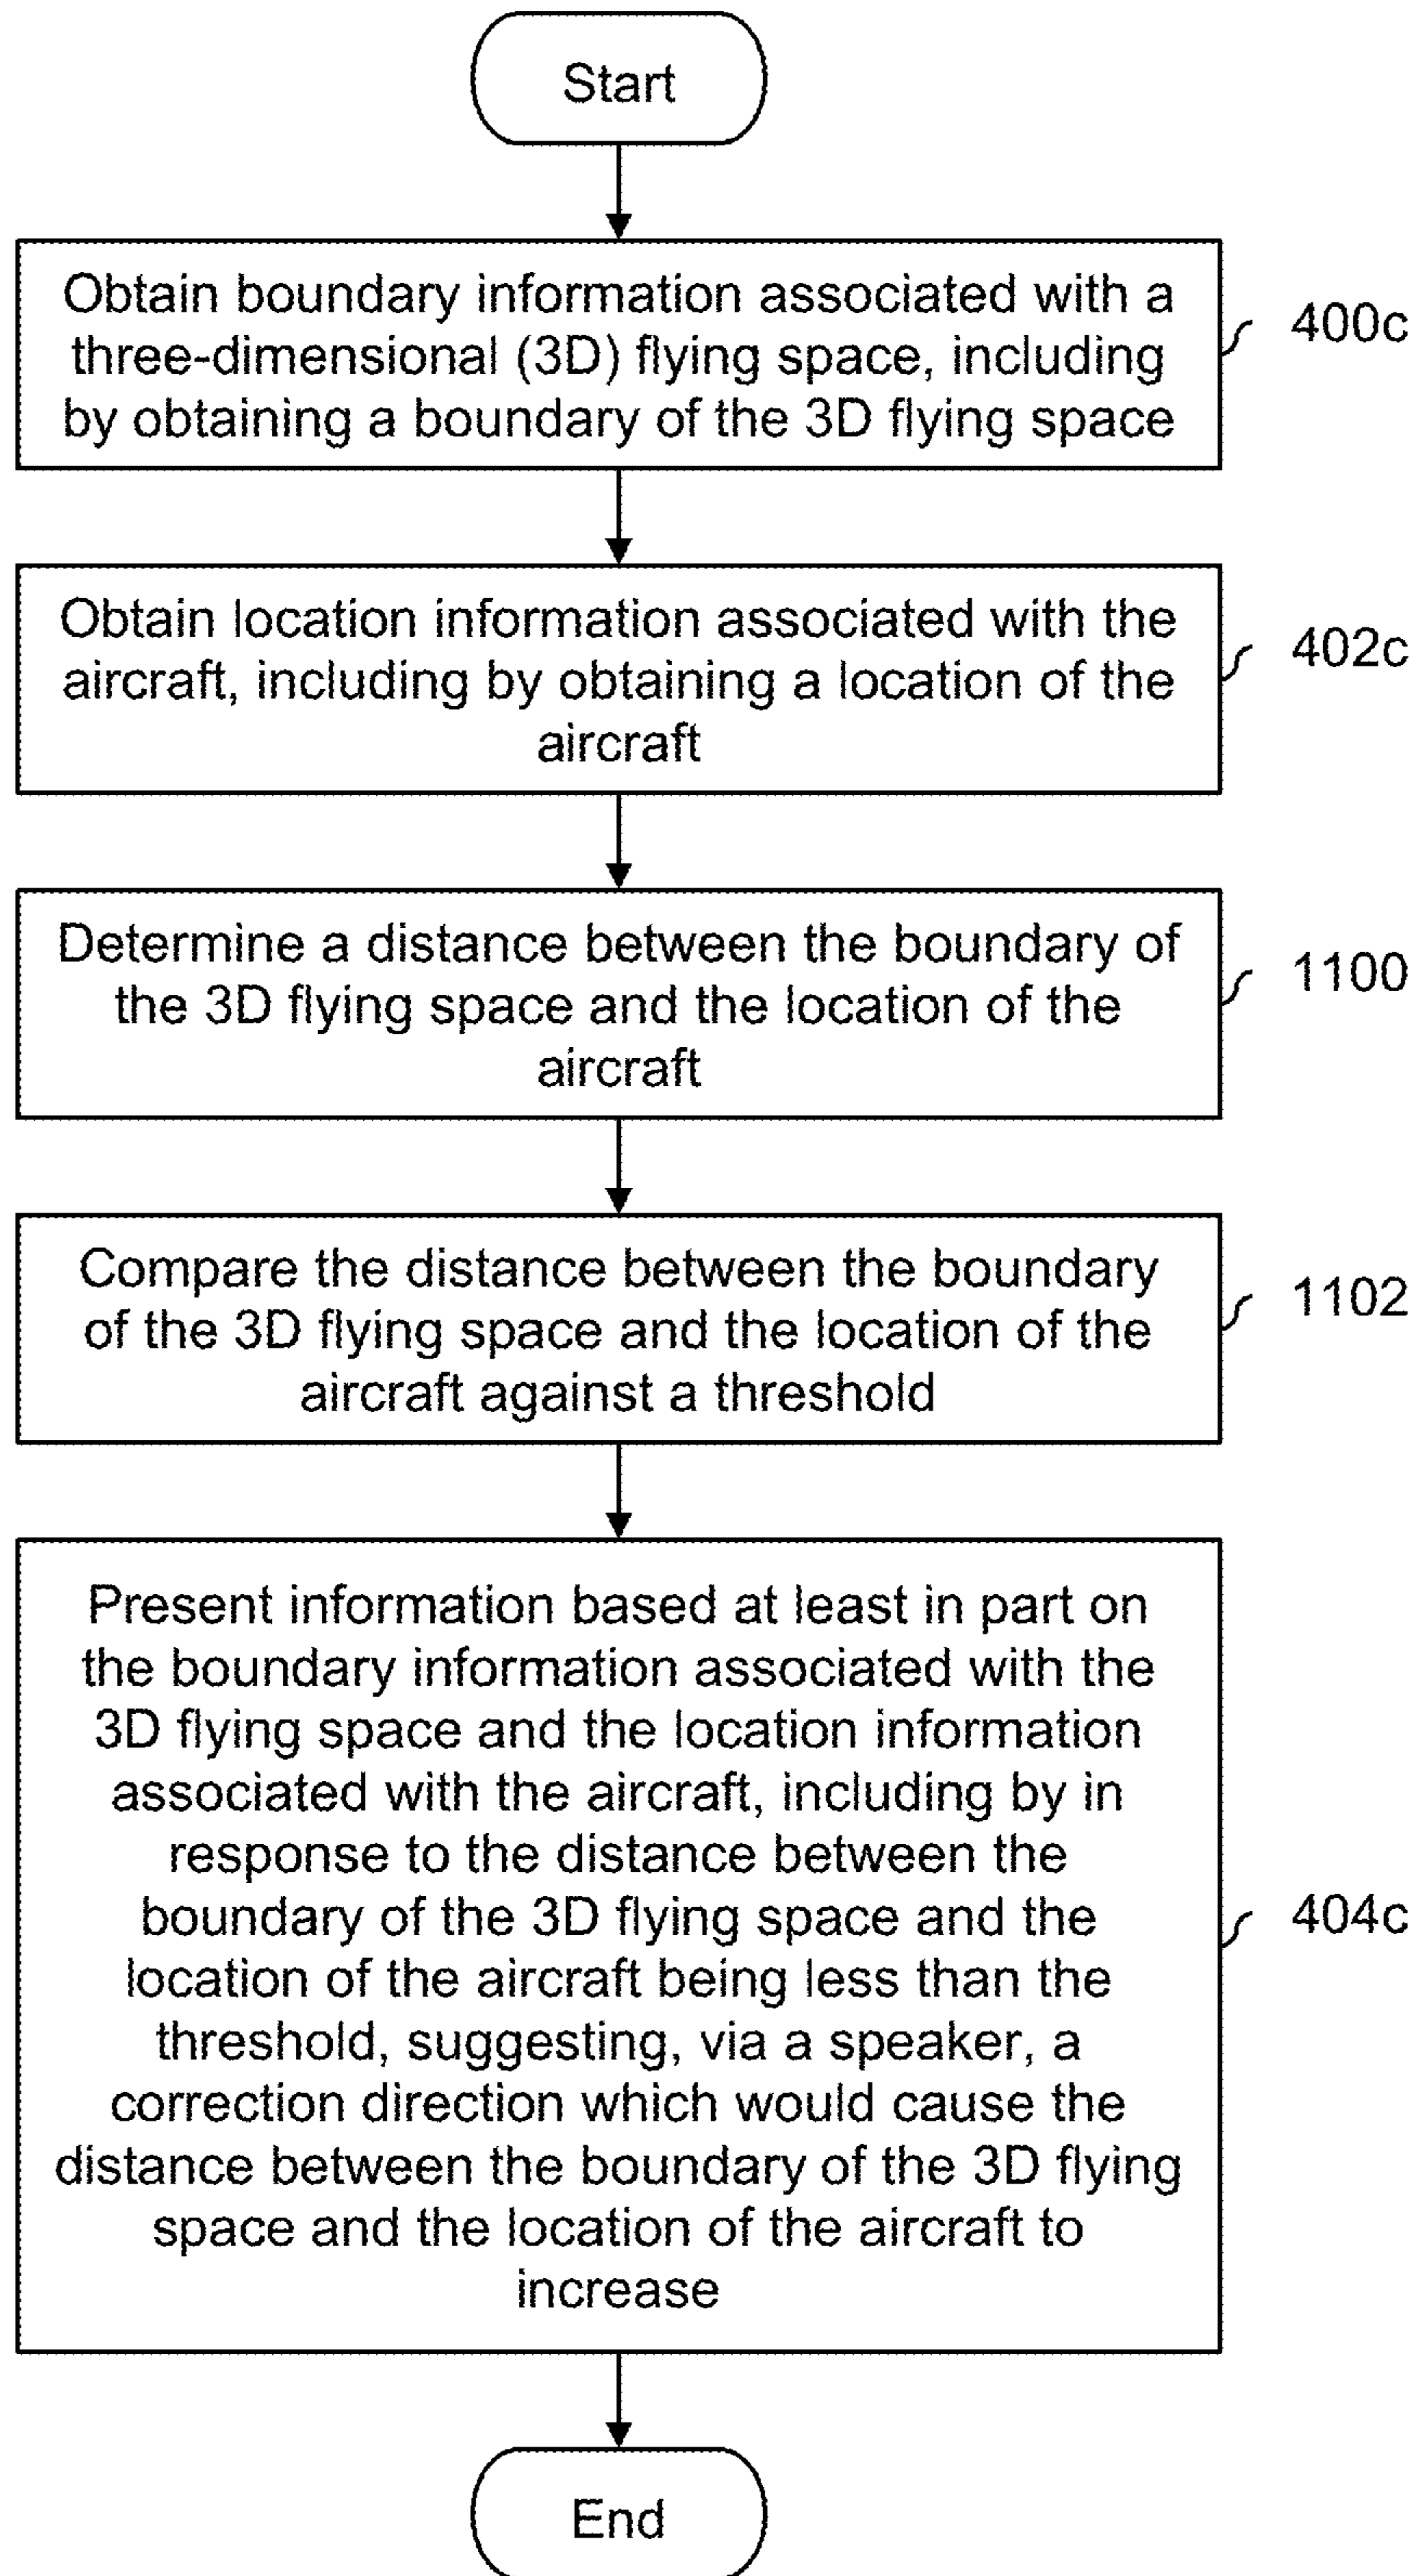 Start
Obtain boundary information associated with a
three-dimensional (3D) flying space, including
by obtaining a boundary of the 3D flying space
400c
Obtain location information associated with the
aircraft, including by obtaining a location of the
aircraft
402c
Determine a distance between the boundary of
the 3D flying space and the location of the
aircraft
1100
Compare the distance between the boundary
of the 3D flying space and the location of the
aircraft against a threshold
1102
Present information based at least in part on
the boundary information associated with the
3D flying space and the location information
associated with the aircraft, including by in
response to the distance between the
boundary of the 3D flying space and the
location of the aircraft being less than the
threshold, suggesting, via a speaker, a
correction direction which would cause the
distance between the boundary of the 3D flying
space and the location of the aircraft to
increase
404c
End